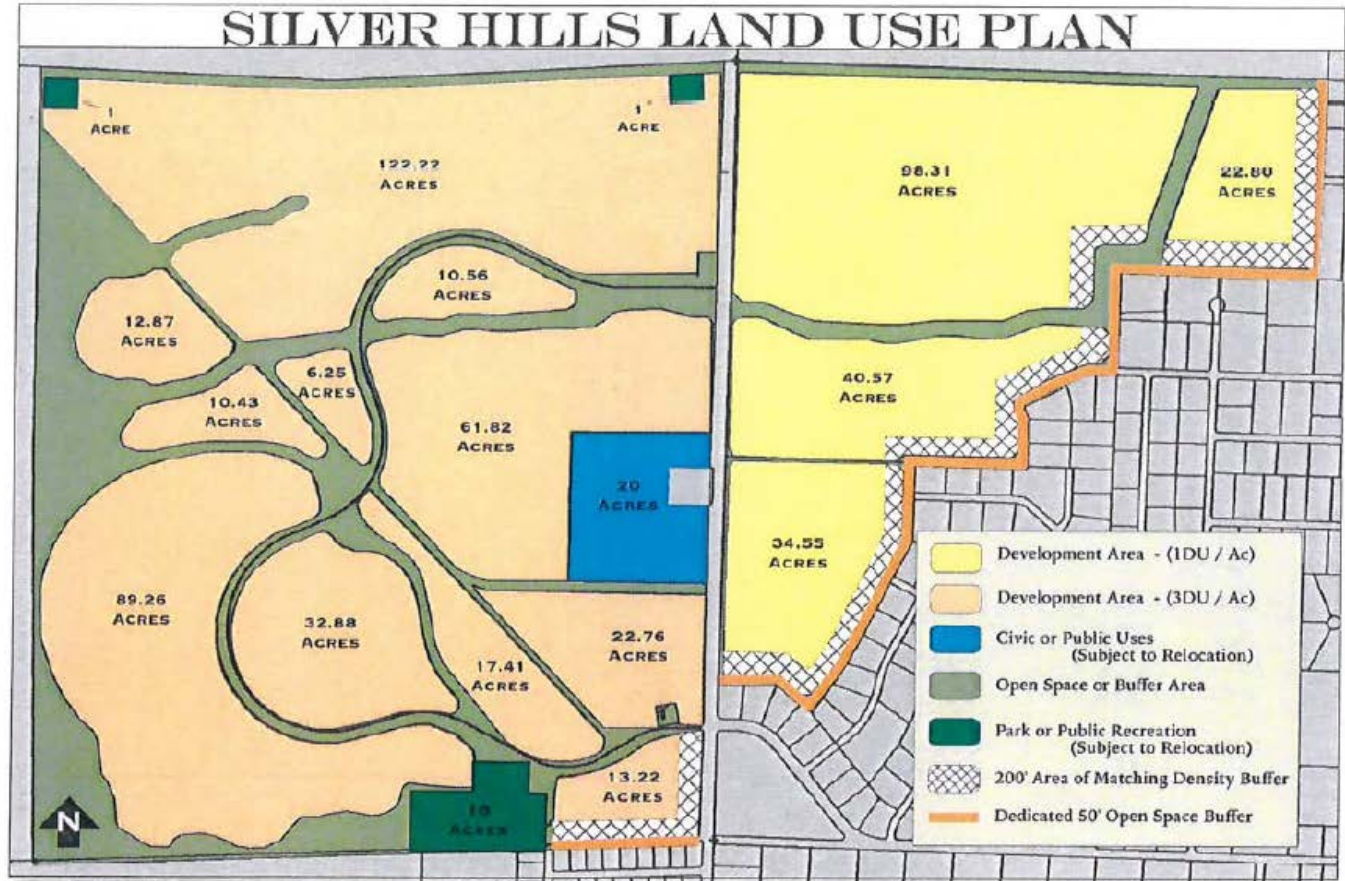 SILVER HILLS LAND USE PLAN
1
ACRE
1
ACRE
122.22
ACRES
98.31
ACRES
22.80
ACRES
10.56
ACRES
12.87
ACRES
6.25
ACRES
40.57
ACRES
10.43
ACRES
61.82
ACRES
20
ACRES
34.55
ACRES
89.26
ACRES
32.88
ACRES
22.76
ACRES
17.41
ACRES
13.22
ACRES
10
ACRES
N
Development Area - (1DU / Ac)
Development Area - (3DU / Ac)
Civic or Public Uses
(Subject to Relocation)
Open Space or Buffer Area
Park or Public Recreation
(Subject to Relocation)
200' Area of Matching Density Buffer
Dedicated 50' Open Space Buffer